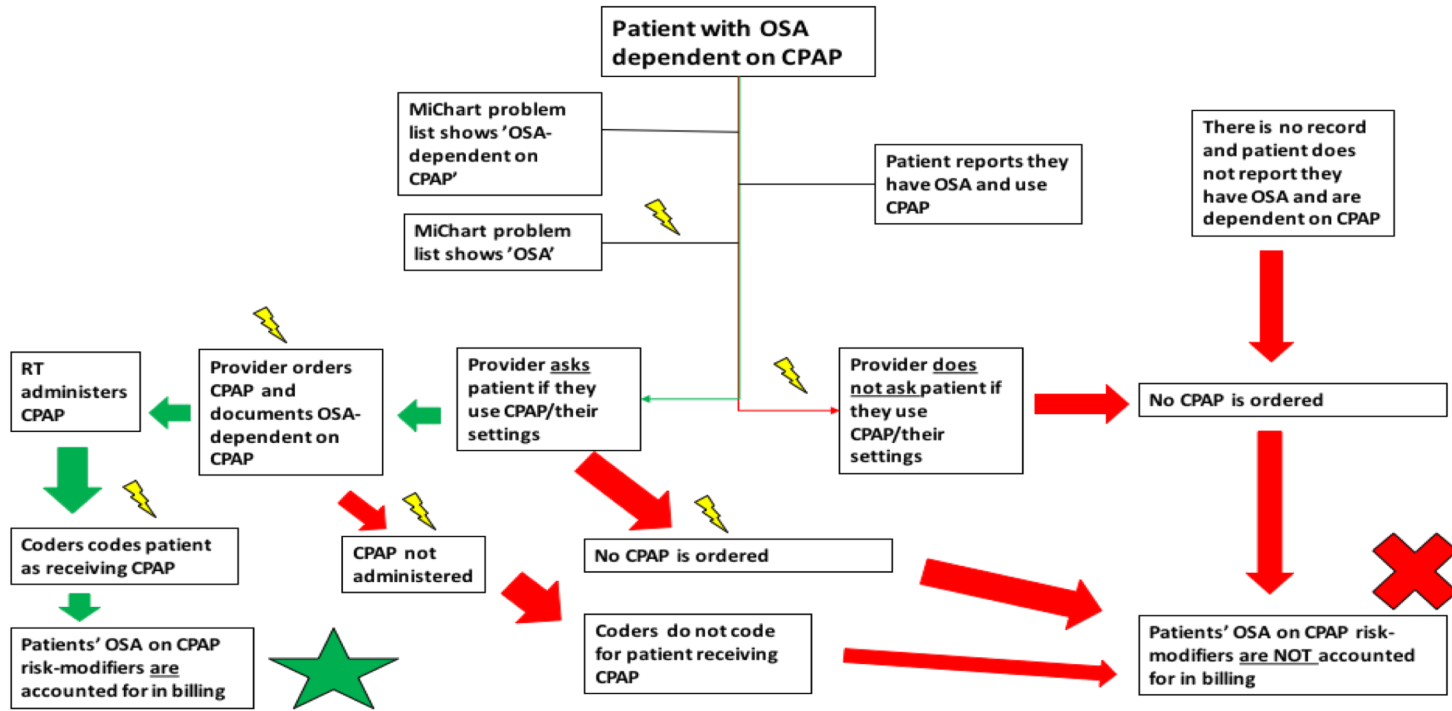 Patient with OSA
dependent on CPAP
MiChart problem
list shows 'OSA-
dependent on
CPAP'
Patient reports they
have OSA and use
CPAP
There is no record
and patient does
not report they
have OSA and are
dependent on CPAP
MiChart problem
list shows 'OSA'
RT
administers
CPAP
Provider orders
CPAP and
documents OSA-
dependent on
CPAP
Provider asks
patient if they
use CPAP/their
settings
Provider does
not ask patient if
they use
CPAP/their
settings
No CPAP is ordered
Coders codes patient
as receiving CPAP
CPAP not
administered
No CPAP is ordered
Patients' OSA on CPAP
risk-modifiers are
accounted for in billing
Coders do not code
for patient receiving
CPAP
Patients' OSA on CPAP risk-
modifiers are NOT accounted
for in billing